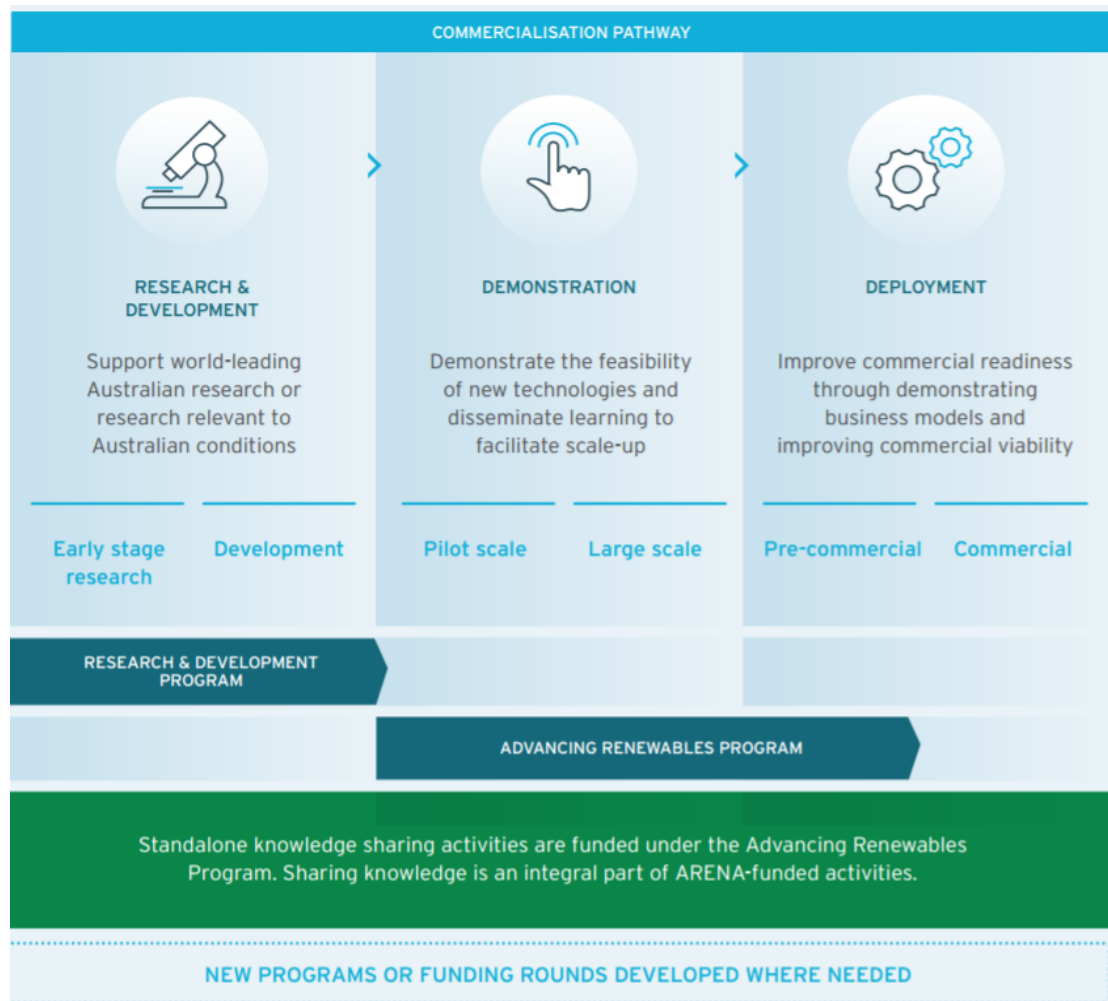 COMMERCIALISATION PATHWAY
RESEARCH &
DEVELOPMENT
Support world-leading
Australian research or
research relevant to
Australian conditions
Early stage
research
Development
DEMONSTRATION
Demonstrate the feasibility
of new technologies and
disseminate learning to
facilitate scale-up
Pilot scale
Large scale
DEPLOYMENT
Improve commercial readiness
through demonstrating
business models and
improving commercial viability
Pre-commercial
Commercial
RESEARCH & DEVELOPMENT
PROGRAM
ADVANCING RENEWABLES PROGRAM
Standalone knowledge sharing activities are funded under the Advancing Renewables
Program. Sharing knowledge is an integral part of ARENA-funded activities.
NEW PROGRAMS OR FUNDING ROUNDS DEVELOPED WHERE NEEDED